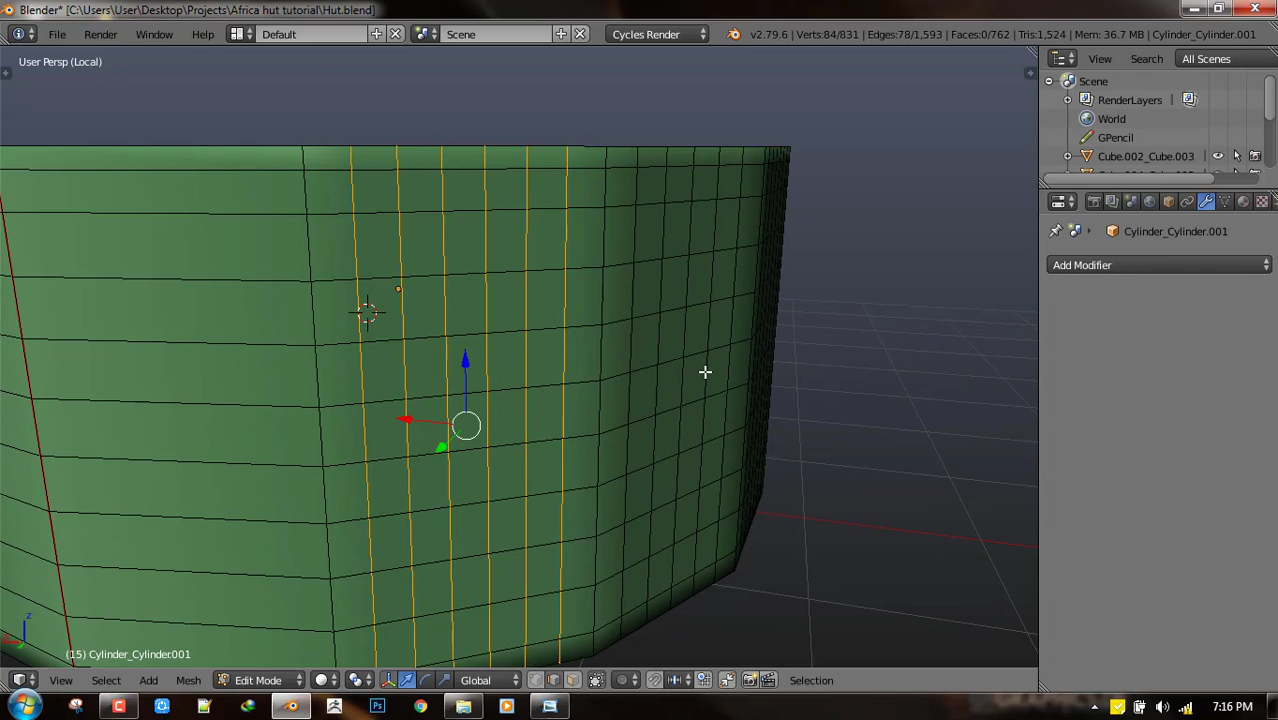 Blender* [C:\Users\User\Desktop\Projects\Africa hut tutorial\Hut.blend]
File Render Window Help Default Scene Cycles Render v2.79.6 | Verts:84/831 | Edges:78/1,593 | Faces:0/762 | Tris:1,524 | Mem: 36.7 MB | Cylinder_Cylinder.001
User Persp (Local)
View Search All Scenes
Scene
RenderLayers
World
GPencil
Cube.002_Cube.003
Cylinder_Cylinder.001
Add Modifier
z
(15) Cylinder_Cylinder.001
View Select Add Mesh Edit Mode Global Selection
Ps 7:16 PM